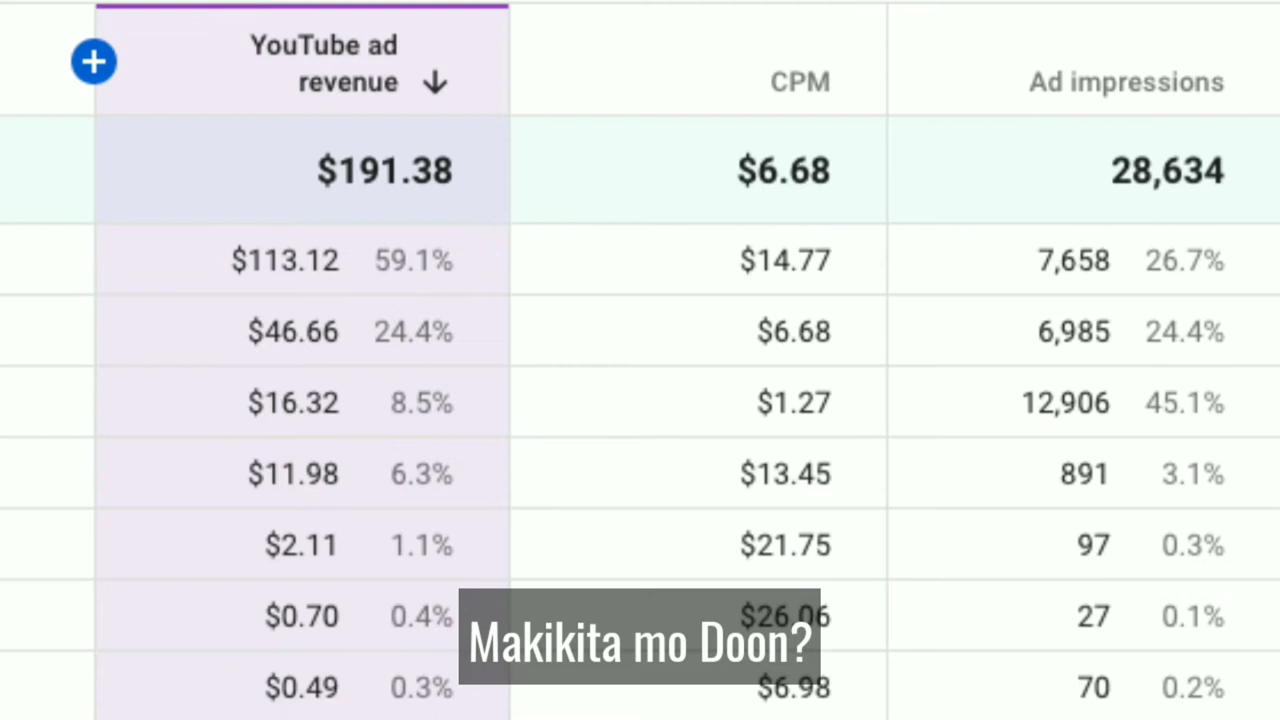 YouTube ad
revenue ↓ CPM Ad impressions
$191.38 $6.68 28,634
$113.12 59.1% $14.77 7,658 26.7%
$46.66 24.4% $6.68 6,985 24.4%
$16.32 8.5% $1.27 12,906 45.1%
$11.98 6.3% $13.45 891 3.1%
$2.11 1.1% $21.75 97 0.3%
$0.70 0.4% $26.06 27 0.1%
Makikita mo Doon?
$0.49 0.3% $6.98 70 0.2%